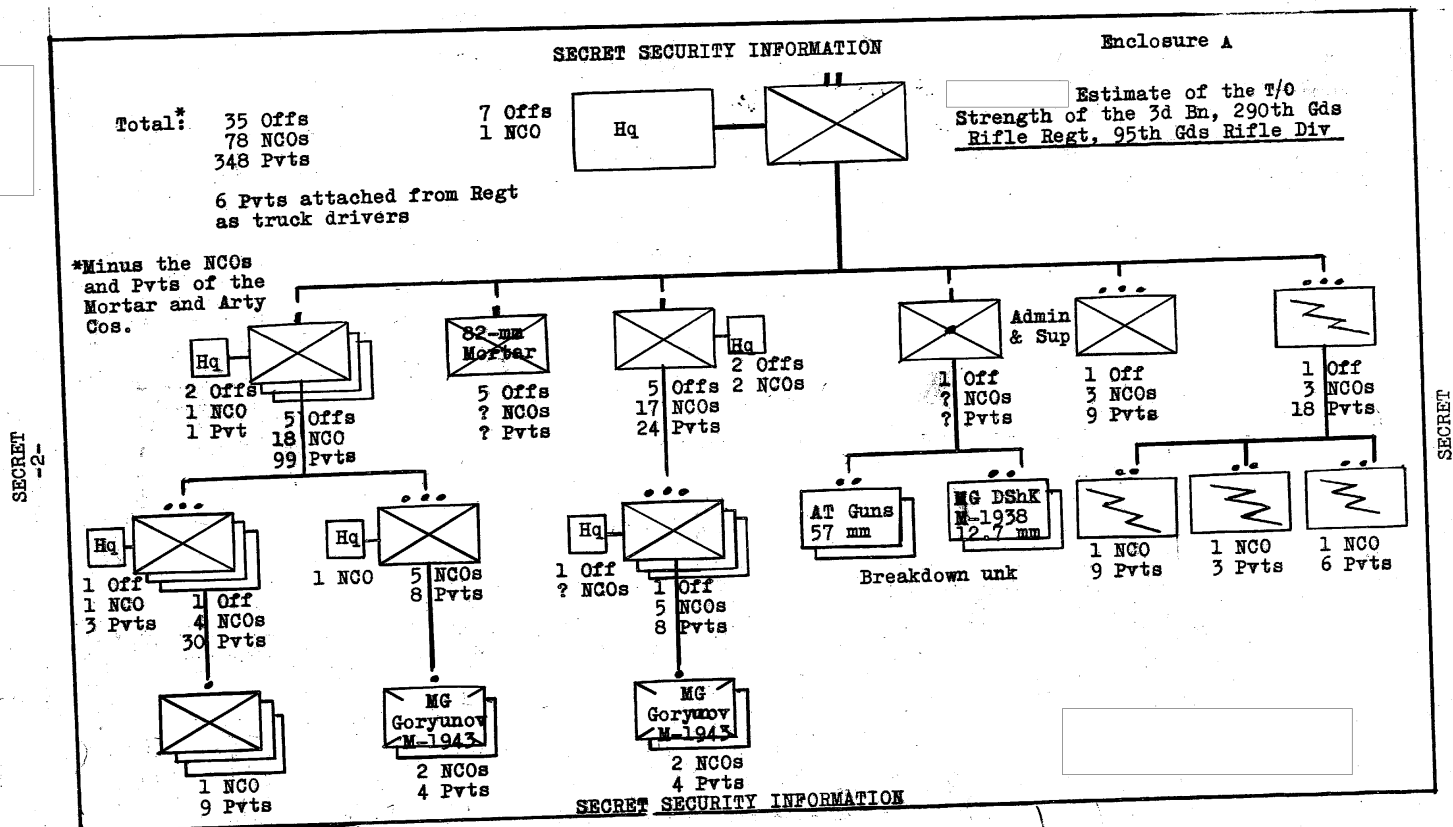 SECRET SECURITY INFORMATION
Enclosure A
Estimate of the T/O
Strength of the 3d Bn, 290th Gds
Rifle Regt, 95th Gds Rifle Div
Total:*
35 Offs
78 NCOs
348 Pvts
6 Pvts attached from Regt
as truck drivers
7 Offs
1 NCO
Hq
*Minus the NCOs
and Pvts of the
Mortar and Arty
Cos.
Hq
2 Offs
1 NCO
1 Pvt
5 Offs
18 NCO
99 Pvts
82-mm
Mortar
5 Offs
? NCOs
? Pvts
Hq
2 Offs
2 NCOs
5 Offs
17 NCOs
24 Pvts
1 Off
? NCOs
? Pvts
Admin
& Sup
1 Off
3 NCOs
9 Pvts
1 Off
3 NCOs
18 Pvts
Hq
1 Off
1 NCO
3 Pvts
1 Off
4 NCOs
30 Pvts
Hq
1 NCO
5 NCOs
8 Pvts
Hq
1 Off
? NCOs
1 Off
5 NCOs
8 Pvts
AT Guns
57 mm
MG DShK
M-1938
12.7 mm
Breakdown unk
1 NCO
9 Pvts
1 NCO
3 Pvts
1 NCO
6 Pvts
1 NCO
9 Pvts
MG
Goryunov
M-1943
2 NCOs
4 Pvts
MG
Goryunov
M-1943
2 NCOs
4 Pvts
SECRET SECURITY INFORMATION
SECRET
-2-
SECRET